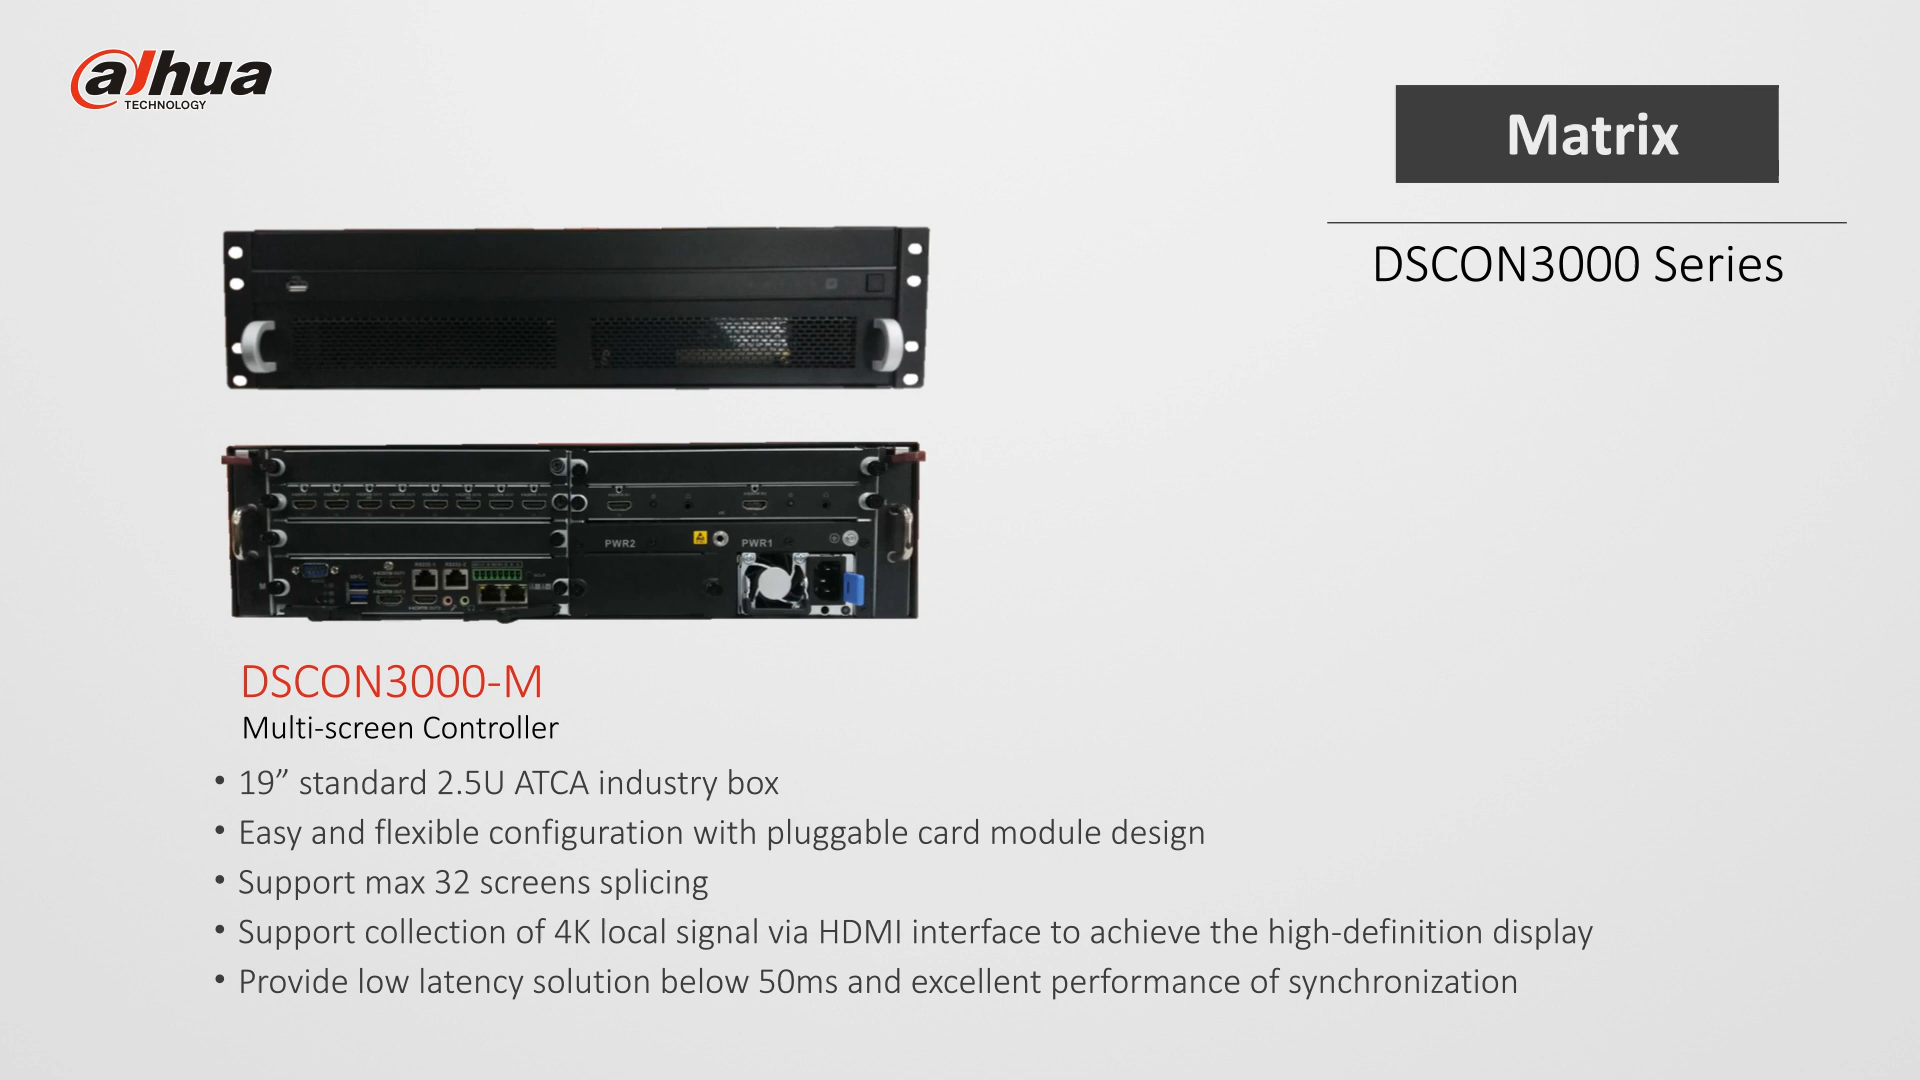 alhua
TECHNOLOGY
Matrix
DSCON3000 Series
PWR2
PWR1
DSCON3000-M
Multi-screen Controller
• 19” standard 2.5U ATCA industry box
• Easy and flexible configuration with pluggable card module design
• Support max 32 screens splicing
• Support collection of 4K local signal via HDMI interface to achieve the high-definition display
• Provide low latency solution below 50ms and excellent performance of synchronization